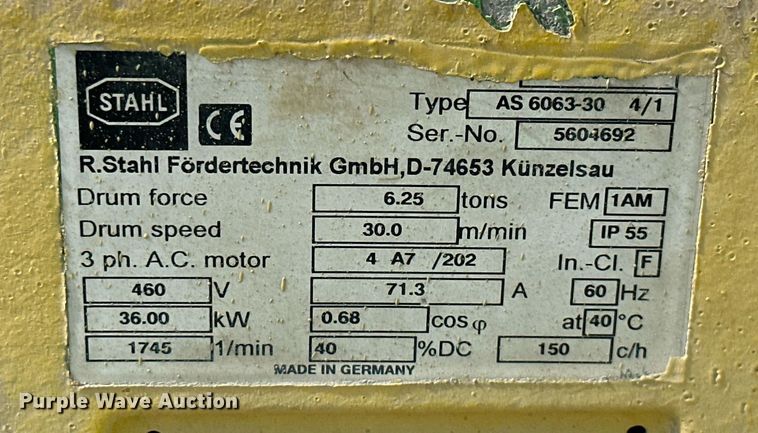 STAHL
CE
Type AS 6063-30 4/1
Ser.-No. 5604692
R.Stahl Fördertechnik GmbH,D-74653 Künzelsau
Drum force 6.25 tons FEM 1AM
Drum speed 30.0 m/min IP 55
3 ph. A.C. motor 4 A7 /202 In.-Cl. F
460 V 71.3 A 60 Hz
36.00 kW 0.68 cos φ at 40 °C
1745 1/min 40 %DC 150 c/h
MADE IN GERMANY
Purple Wave Auction